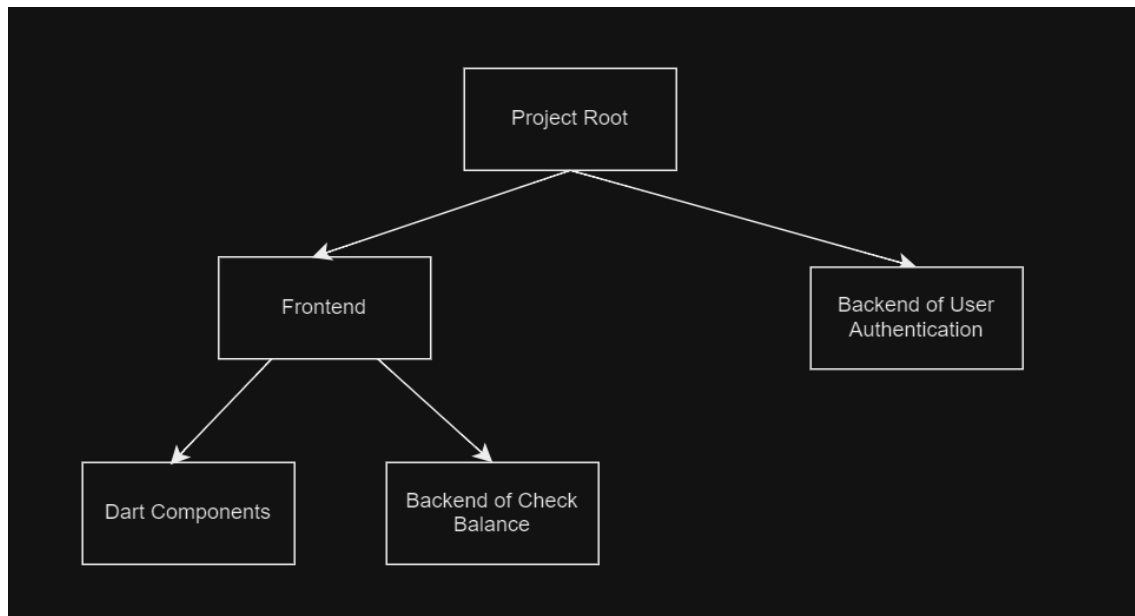 Project Root
Frontend
Backend of User
Authentication
Dart Components
Backend of Check
Balance